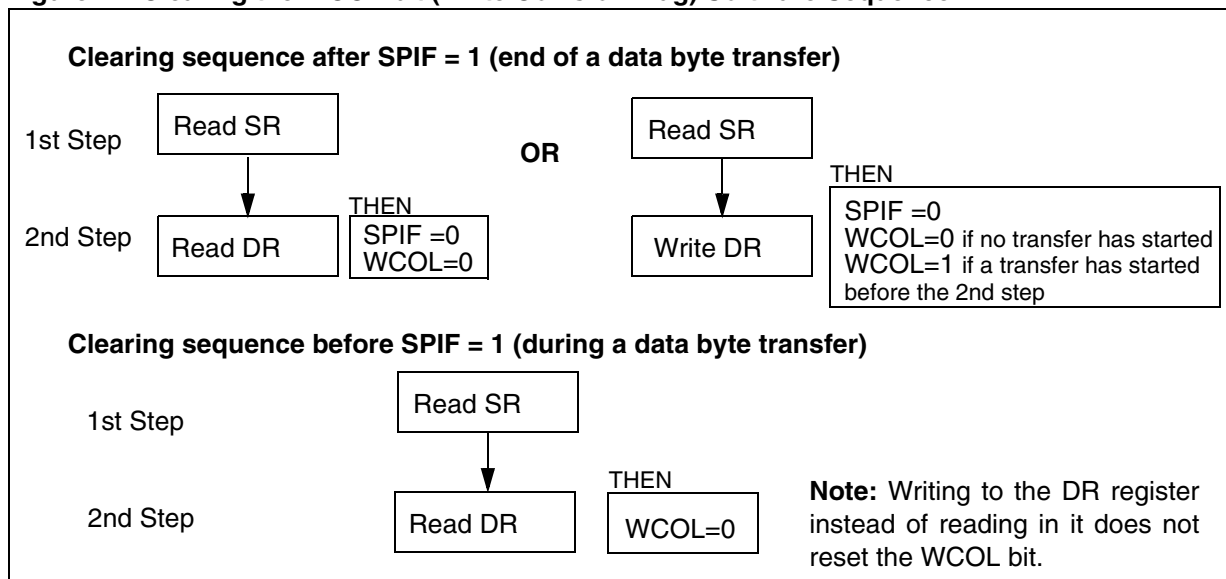 Clearing sequence after SPIF = 1 (end of a data byte transfer)
1st Step
Read SR
OR
Read SR
THEN
2nd Step
Read DR
THEN
SPIF =0
WCOL=0
Write DR
SPIF =0
WCOL=0 if no transfer has started
WCOL=1 if a transfer has started
before the 2nd step
Clearing sequence before SPIF = 1 (during a data byte transfer)
1st Step
Read SR
2nd Step
Read DR
THEN
WCOL=0
Note: Writing to the DR register
instead of reading in it does not
reset the WCOL bit.